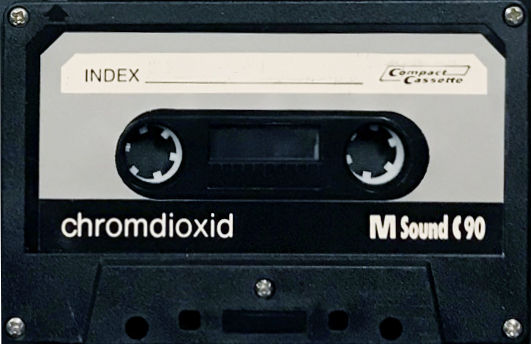 INDEX
Compact
Cassette
chromdioxid
M Sound C 90